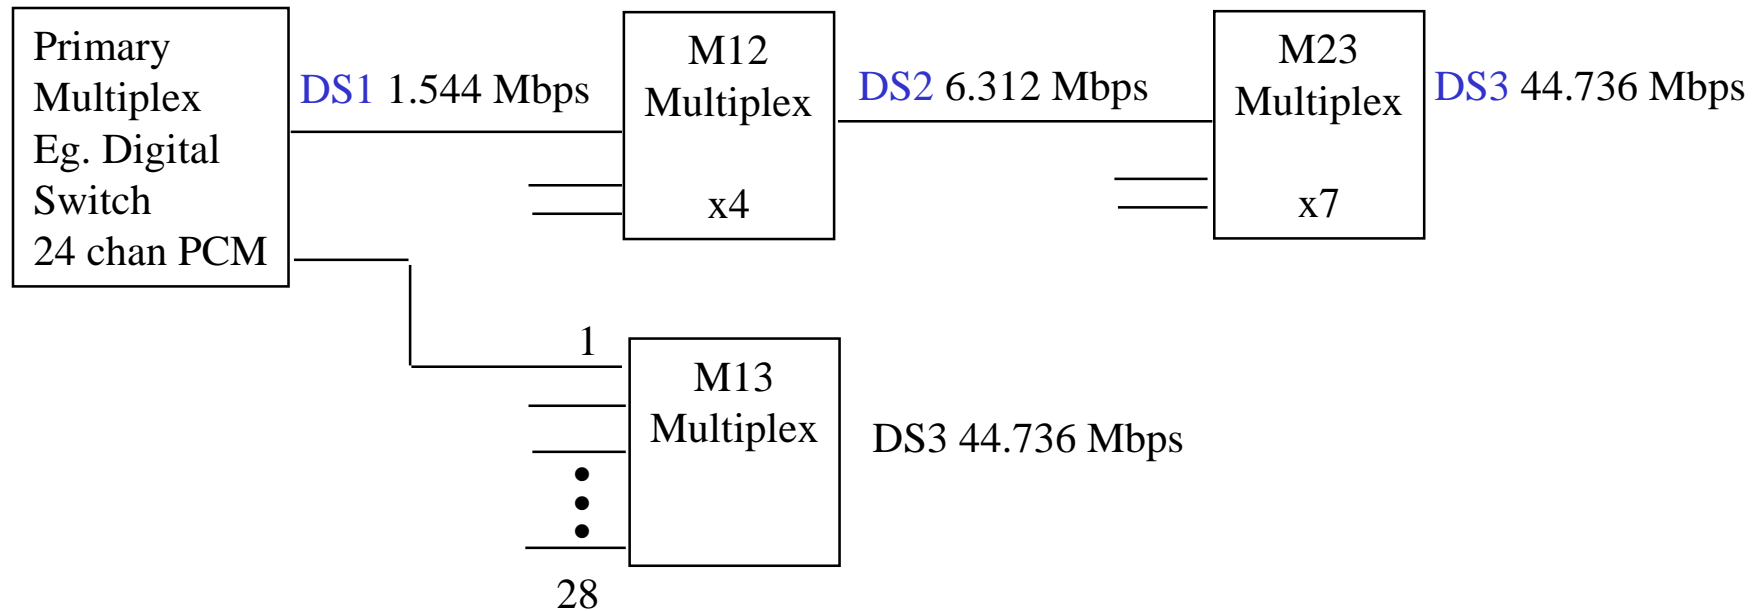 Primary
Multiplex
Eg. Digital
Switch
24 chan PCM
DS1 1.544 Mbps
M12
Multiplex
x4
DS2 6.312 Mbps
M23
Multiplex
x7
DS3 44.736 Mbps
1
M13
Multiplex
DS3 44.736 Mbps
28